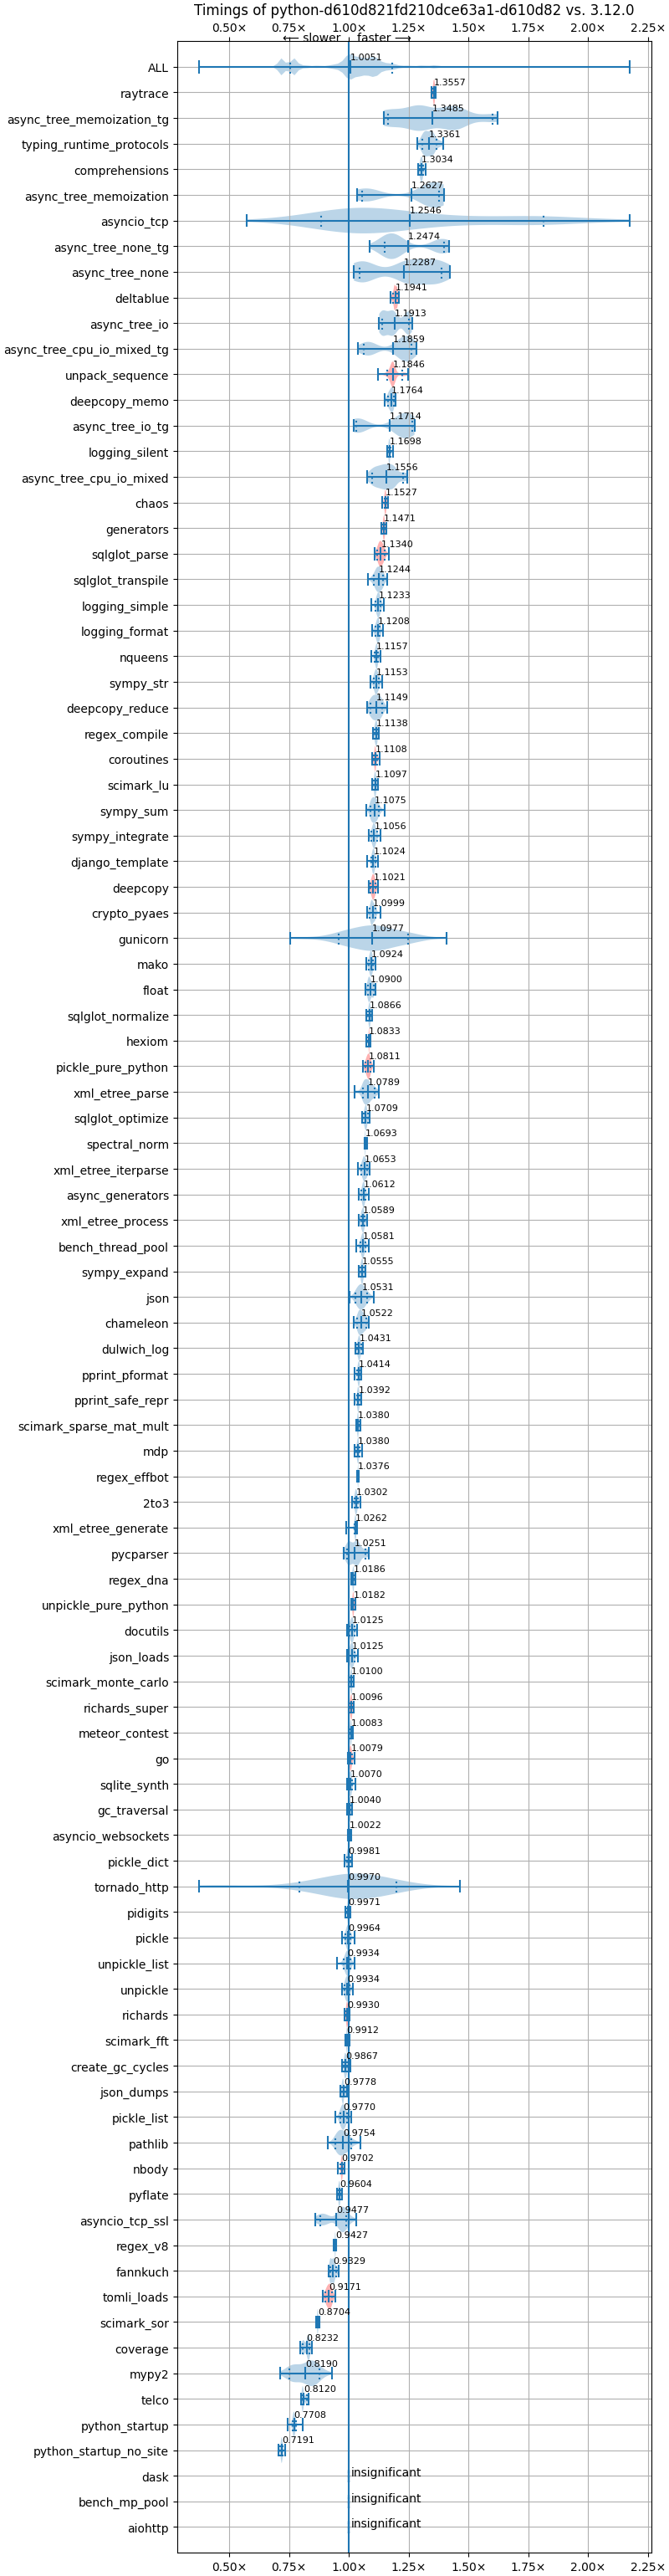 Timings of python-d610d821fd210dce63a1-d610d82 vs. 3.12.0
0.50× 0.75× 1.00× 1.25× 1.50× 1.75× 2.00× 2.25×
⟵ slower faster ⟶
ALL 1.0051
raytrace 1.3557
async_tree_memoization_tg 1.3485
typing_runtime_protocols 1.3361
comprehensions 1.3034
async_tree_memoization 1.2627
asyncio_tcp 1.2546
async_tree_none_tg 1.2474
async_tree_none 1.2287
deltablue 1.1941
async_tree_io 1.1913
async_tree_cpu_io_mixed_tg 1.1859
unpack_sequence 1.1846
deepcopy_memo 1.1764
async_tree_io_tg 1.1714
logging_silent 1.1698
async_tree_cpu_io_mixed 1.1556
chaos 1.1527
generators 1.1471
sqlglot_parse 1.1340
sqlglot_transpile 1.1244
logging_simple 1.1233
logging_format 1.1208
nqueens 1.1157
sympy_str 1.1153
deepcopy_reduce 1.1149
regex_compile 1.1138
coroutines 1.1108
scimark_lu 1.1097
sympy_sum 1.1075
sympy_integrate 1.1056
django_template 1.1024
deepcopy 1.1021
crypto_pyaes 1.0999
gunicorn 1.0977
mako 1.0924
float 1.0900
sqlglot_normalize 1.0866
hexiom 1.0833
pickle_pure_python 1.0811
xml_etree_parse 1.0789
sqlglot_optimize 1.0709
spectral_norm 1.0693
xml_etree_iterparse 1.0653
async_generators 1.0612
xml_etree_process 1.0589
bench_thread_pool 1.0581
sympy_expand 1.0555
json 1.0531
chameleon 1.0522
dulwich_log 1.0431
pprint_pformat 1.0414
pprint_safe_repr 1.0392
scimark_sparse_mat_mult 1.0380
mdp 1.0380
regex_effbot 1.0376
2to3 1.0302
xml_etree_generate 1.0262
pycparser 1.0251
regex_dna 1.0186
unpickle_pure_python 1.0182
docutils 1.0125
json_loads 1.0125
scimark_monte_carlo 1.0100
richards_super 1.0096
meteor_contest 1.0083
go 1.0079
sqlite_synth 1.0070
gc_traversal 1.0040
asyncio_websockets 1.0022
pickle_dict 0.9981
tornado_http 0.9970
pidigits 0.9971
pickle 0.9964
unpickle_list 0.9934
unpickle 0.9934
richards 0.9930
scimark_fft 0.9912
create_gc_cycles 0.9867
json_dumps 0.9778
pickle_list 0.9770
pathlib 0.9754
nbody 0.9702
pyflate 0.9604
asyncio_tcp_ssl 0.9477
regex_v8 0.9427
fannkuch 0.9329
tomli_loads 0.9171
scimark_sor 0.8704
coverage 0.8232
mypy2 0.8190
telco 0.8120
python_startup 0.7708
python_startup_no_site 0.7191
dask insignificant
bench_mp_pool insignificant
aiohttp insignificant
0.50× 0.75× 1.00× 1.25× 1.50× 1.75× 2.00× 2.25×